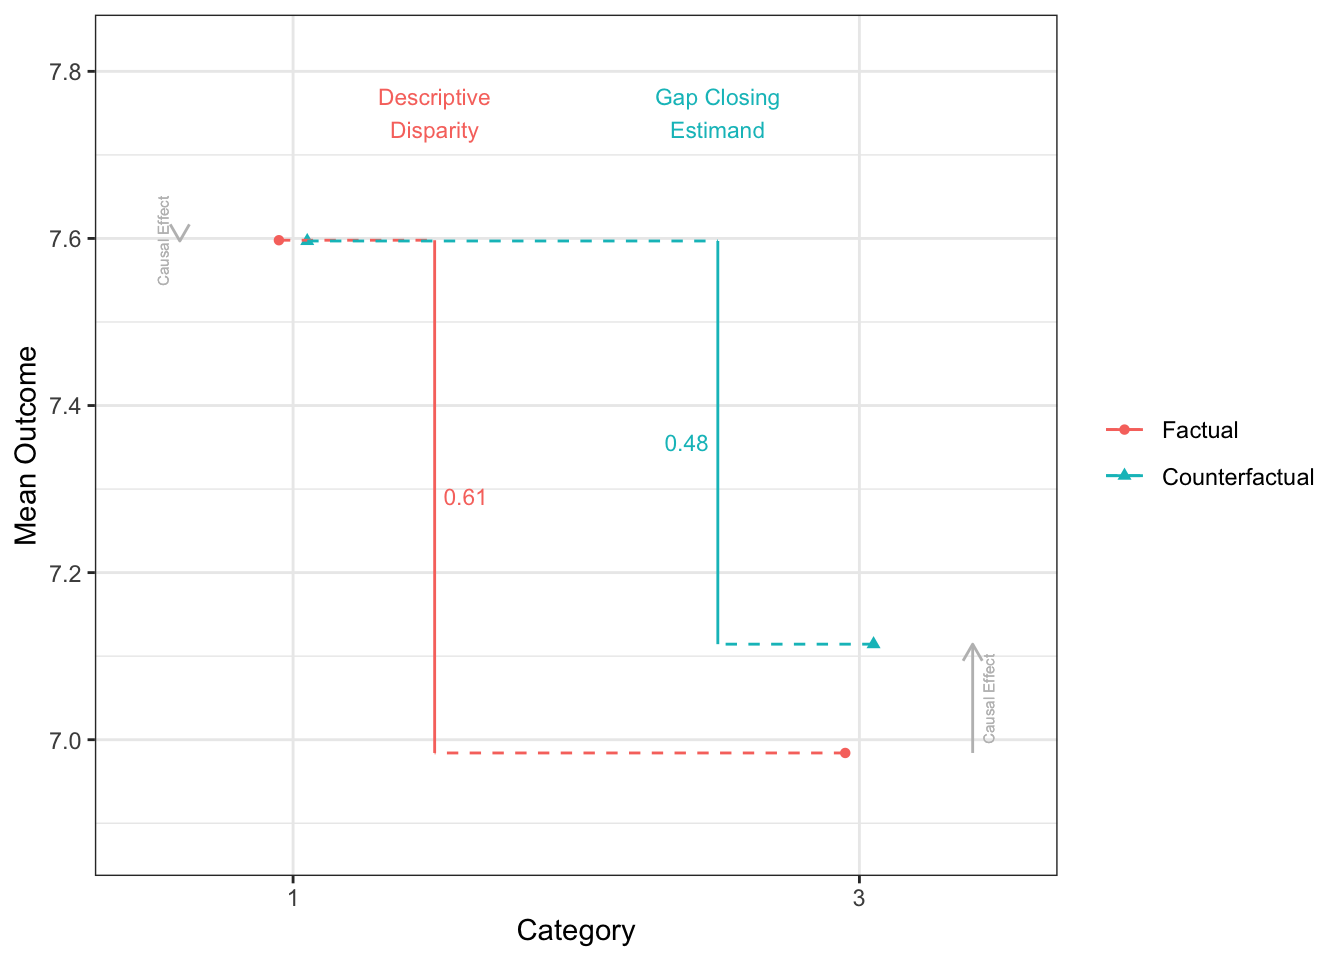 7.8
7.6
7.4
7.2
7.0
Mean Outcome
Descriptive
Disparity
Gap Closing
Estimand
Causal Effect
0.48
0.61
Causal Effect
1
3
Category
Factual
Counterfactual